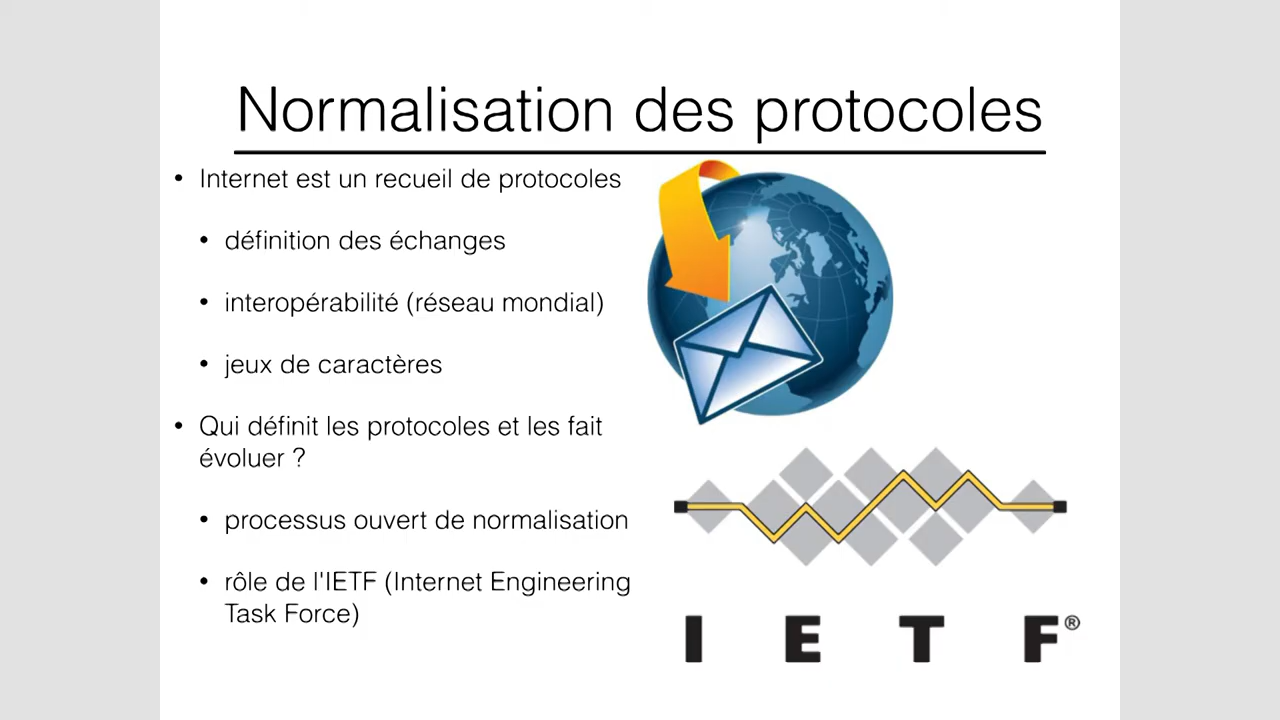 Normalisation des protocoles
• Internet est un recueil de protocoles
• définition des échanges
• interopérabilité (réseau mondial)
• jeux de caractères
• Qui définit les protocoles et les fait
évoluer ?
• processus ouvert de normalisation
• rôle de l'IETF (Internet Engineering
Task Force)
I E T F®